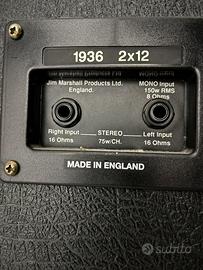 1936 2x12
Jim Marshall Products Ltd.
England.
MONO Input
150w RMS
8 Ohms
Right Input
16 Ohms
STEREO
75w/CH.
Left Input
16 Ohms
MADE IN ENGLAND
subito